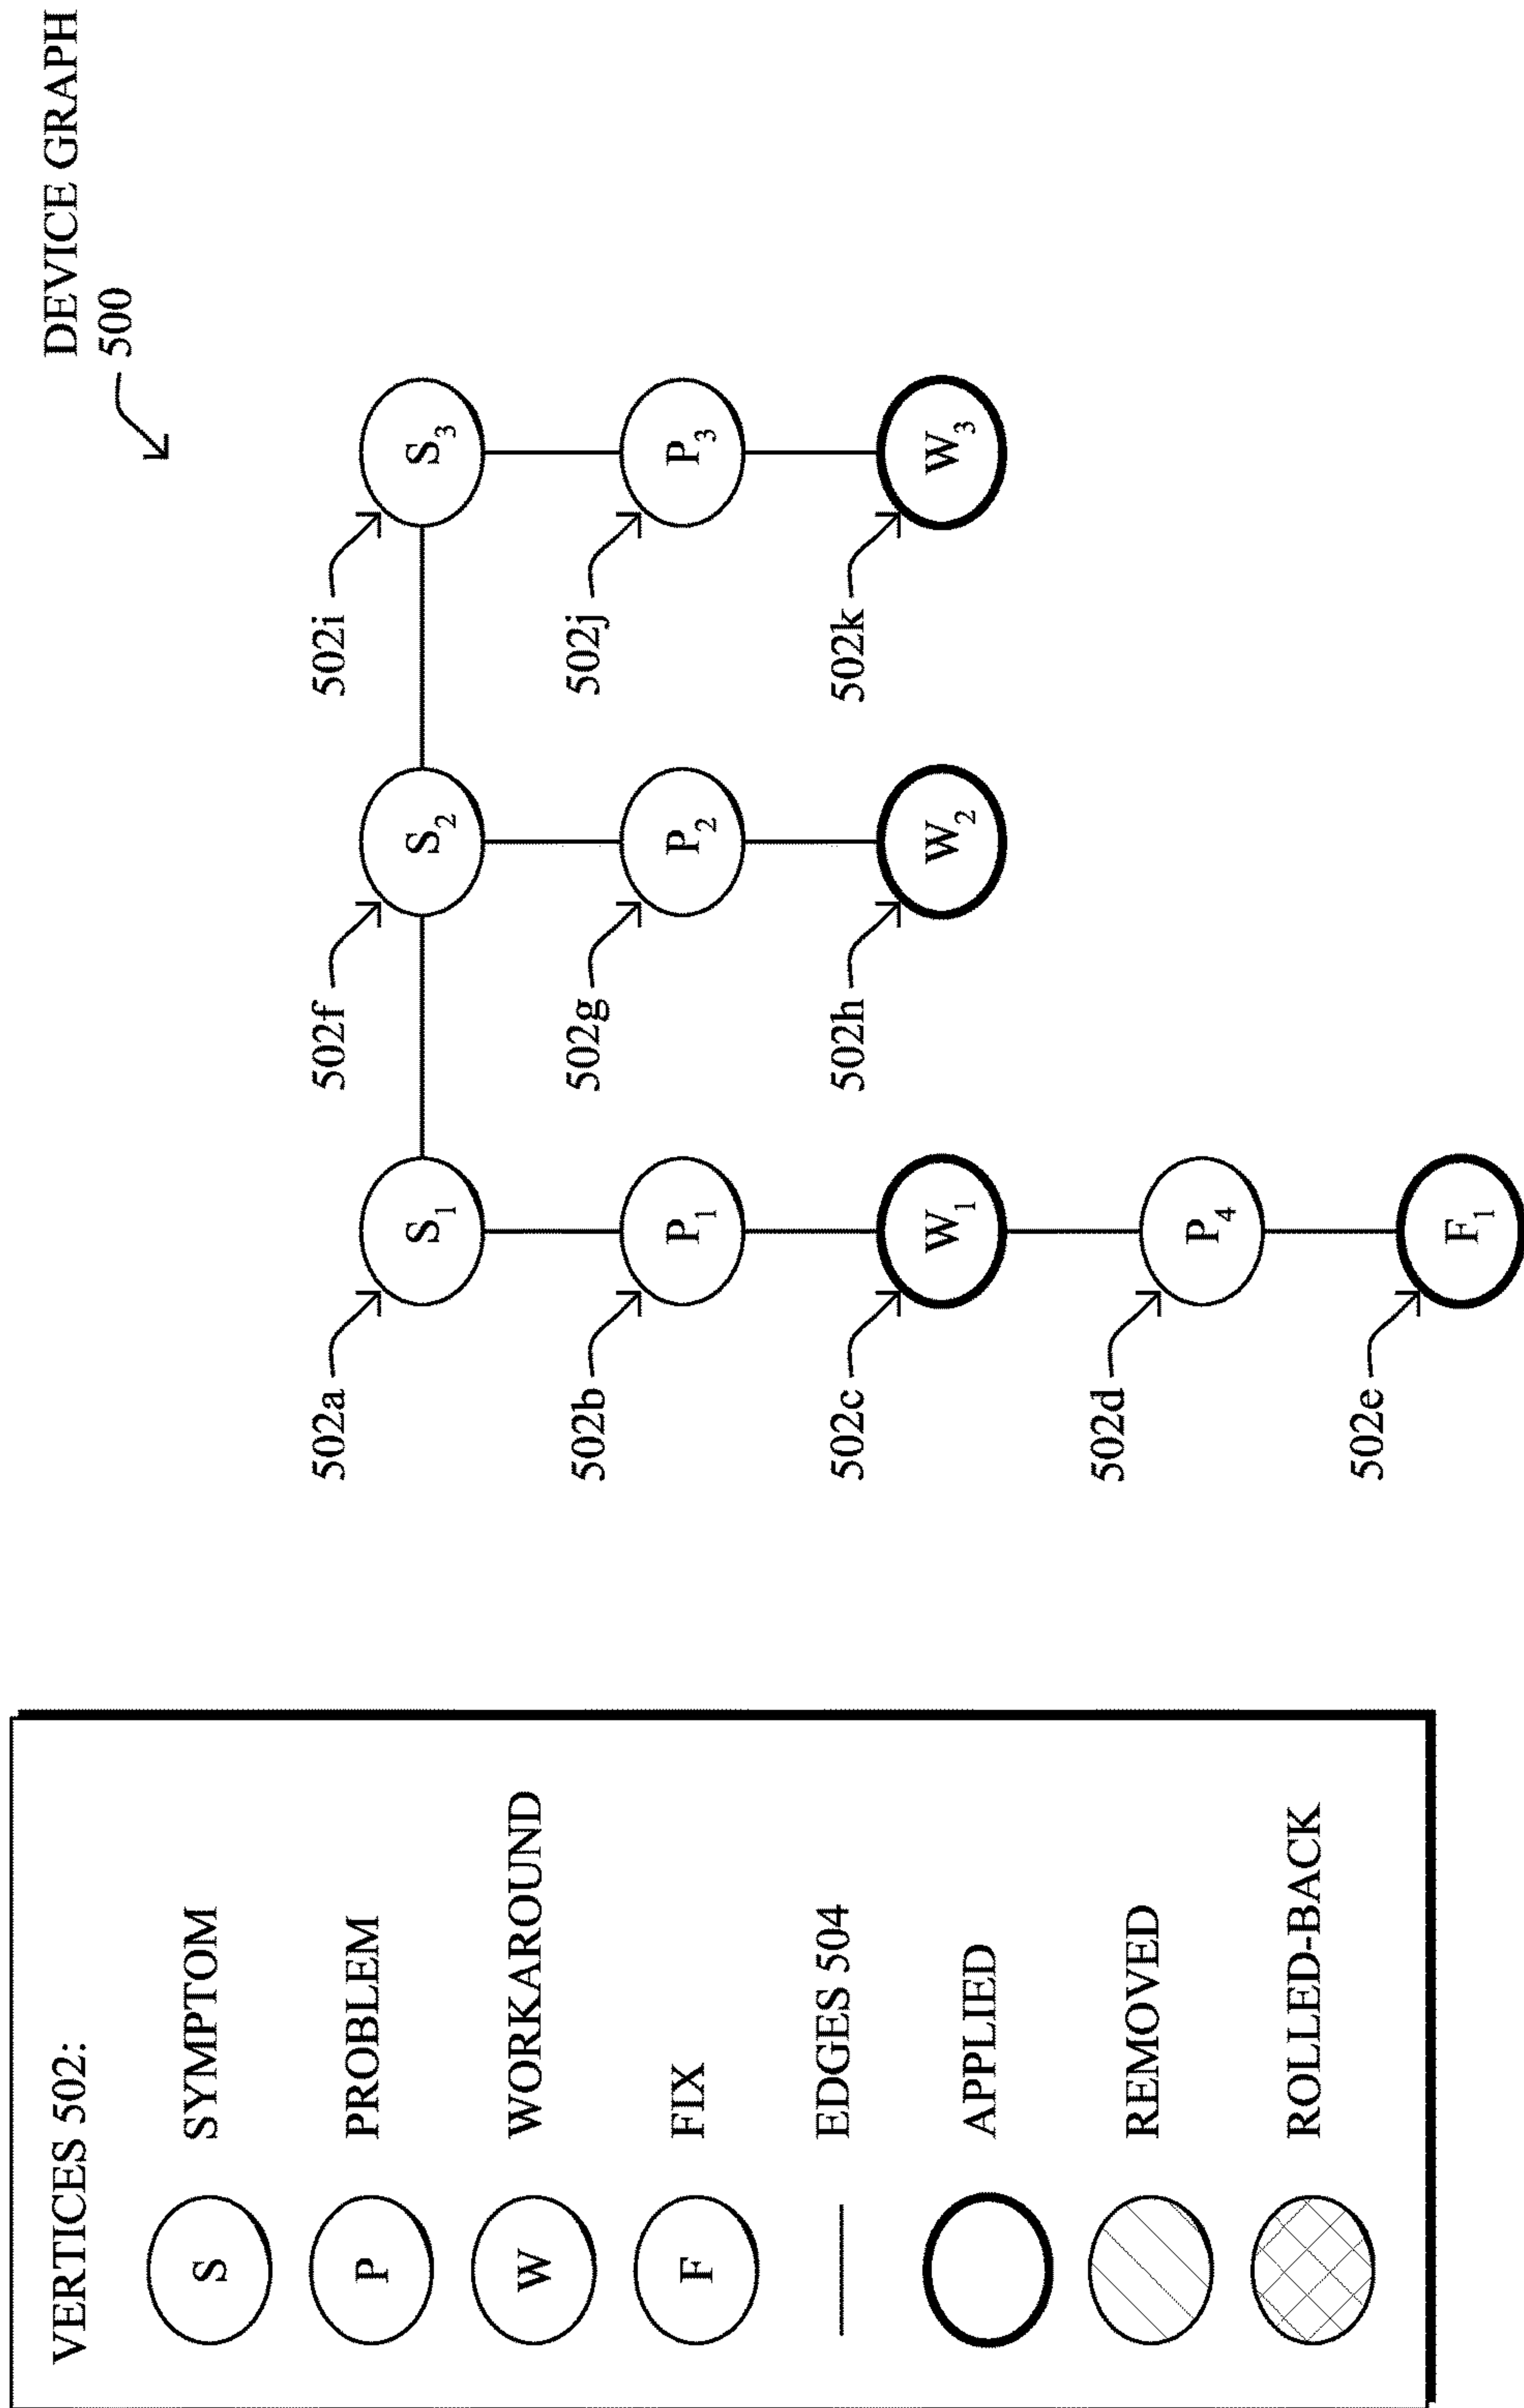 DEVICE GRAPH
500
VERTICES 502:
S SYMPTOM
P PROBLEM
W WORKAROUND
F FIX
EDGES 504
APPLIED
REMOVED
ROLLED-BACK
502a
S1
502f
S2
502i
S3
502b
P1
502g
P2
502j
P3
502c
W1
502h
W2
502k
W3
502d
P4
502e
F1